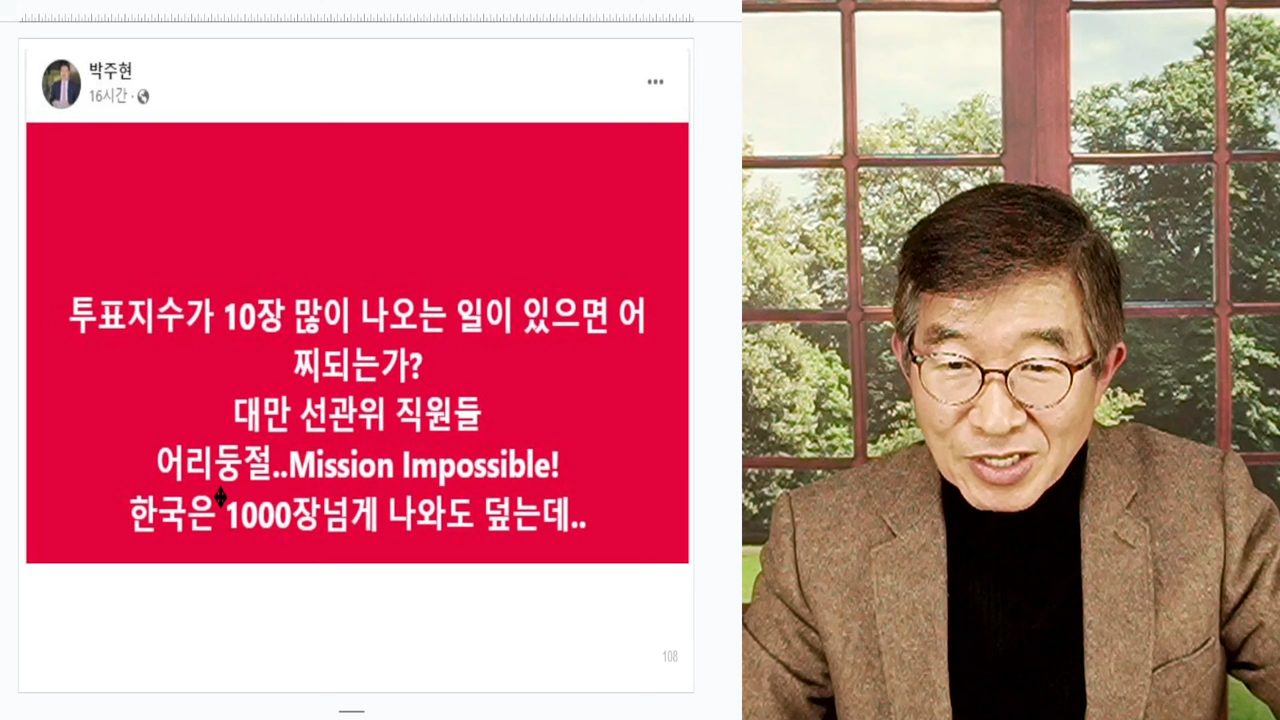 박주현
16시간 ·
투표지수가 10장 많이 나오는 일이 있으면 어
찌되는가?
대만 선관위 직원들
어리둥절..Mission Impossible!
한국은 1000장넘게 나와도 덮는데..
108